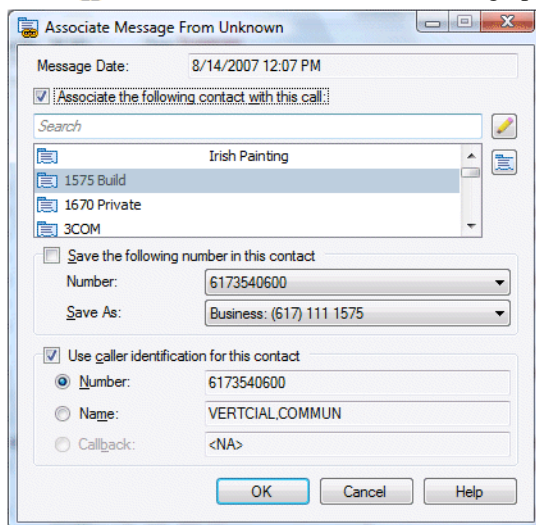 Associate Message From Unknown
Message Date: 8/14/2007 12:07 PM
Associate the following contact with this call:
Search
Irish Painting
1575 Build
1670 Private
3COM
Save the following number in this contact
Number: 6173540600
Save As: Business: (617) 111 1575
Use caller identification for this contact
Number: 6173540600
Name: VERTCIAL,COMMUN
Callback: <NA>
OK Cancel Help